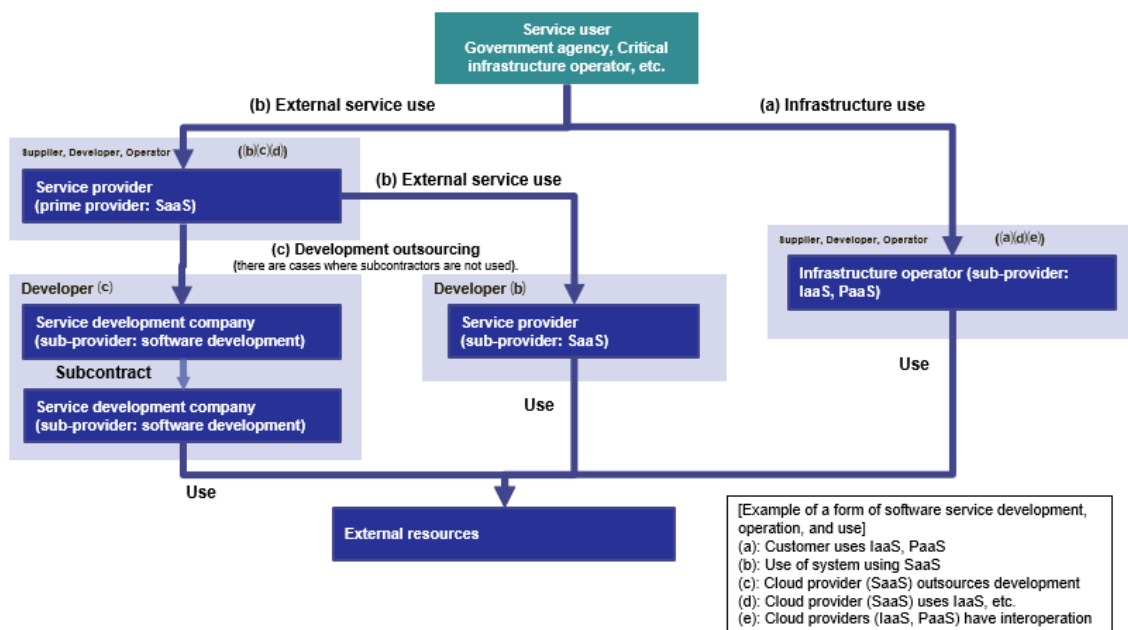 Service user
Government agency, Critical
infrastructure operator, etc.
(b) External service use
(a) Infrastructure use
Supplier, Developer, Operator
(⒝⒞⒟)
Service provider
(prime provider: SaaS)
(b) External service use
(c) Development outsourcing
(there are cases where subcontractors are not used).
Supplier, Developer, Operator
(⒜⒟⒠)
Infrastructure operator (sub-provider:
IaaS, PaaS)
Developer ⒞
Service development company
(sub-provider: software development)
Subcontract
Service development company
(sub-provider: software development)
Developer ⒝
Service provider
(sub-provider: SaaS)
Use
Use
Use
External resources
[Example of a form of software service development,
operation, and use]
(a): Customer uses IaaS, PaaS
(b): Use of system using SaaS
(c): Cloud provider (SaaS) outsources development
(d): Cloud provider (SaaS) uses IaaS, etc.
(e): Cloud providers (IaaS, PaaS) have interoperation